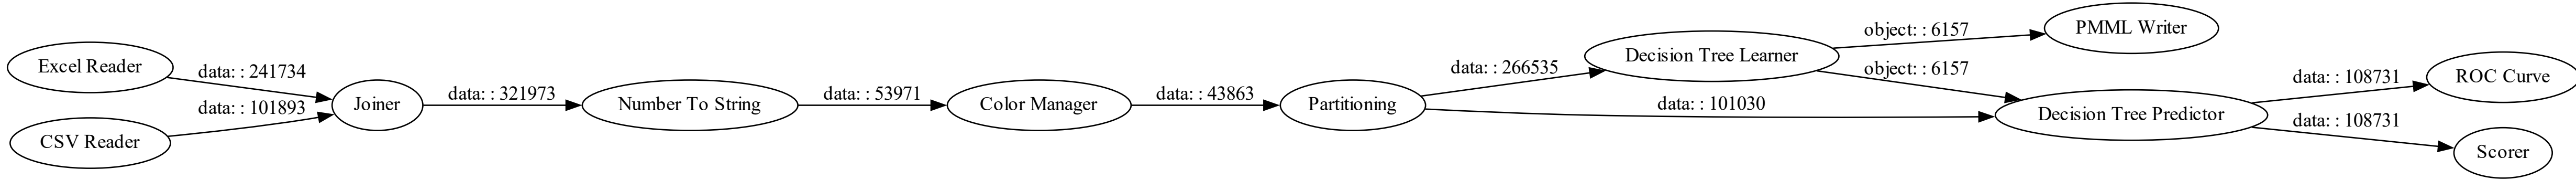 Excel Reader
data: : 241734
CSV Reader
data: : 101893
Joiner
data: : 321973
Number To String
data: : 53971
Color Manager
data: : 43863
Partitioning
data: : 266535
data: : 101030
Decision Tree Learner
object: : 6157
object: : 6157
PMML Writer
Decision Tree Predictor
data: : 108731
data: : 108731
ROC Curve
Scorer